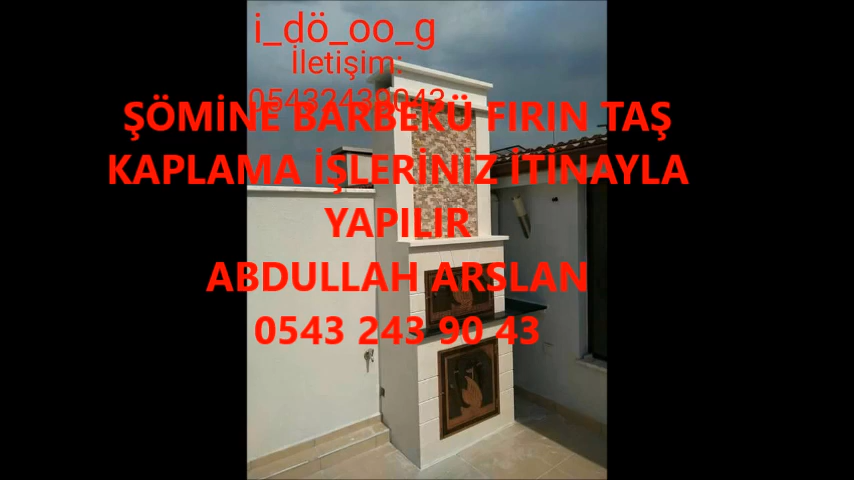 i_dö_oo_g
İletişim:
05432439043
ŞÖMİNE BARBEKÜ FIRIN TAŞ
KAPLAMA İŞLERİNİZ İTİNAYLA
YAPILIR
ABDULLAH ARSLAN
0543 243 90 43